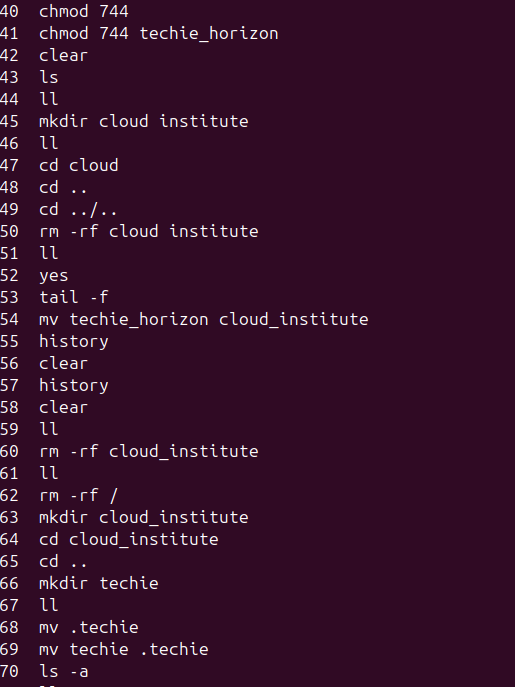 40 chmod 744
41 chmod 744 techie_horizon
42 clear
43 ls
44 ll
45 mkdir cloud institute
46 ll
47 cd cloud
48 cd ..
49 cd ../..
50 rm -rf cloud institute
51 ll
52 yes
53 tail -f
54 mv techie_horizon cloud_institute
55 history
56 clear
57 history
58 clear
59 ll
60 rm -rf cloud_institute
61 ll
62 rm -rf /
63 mkdir cloud_institute
64 cd cloud_institute
65 cd ..
66 mkdir techie
67 ll
68 mv .techie
69 mv techie .techie
70 ls -a